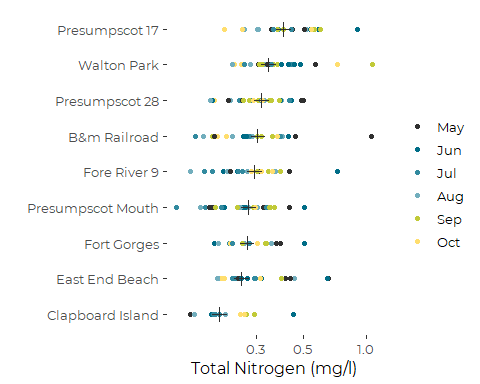 Presumpscot 17
Walton Park
Presumpscot 28
B&m Railroad
Fore River 9
Presumpscot Mouth
Fort Gorges
East End Beach
Clapboard Island
0.3 0.5 1.0
Total Nitrogen (mg/l)
May
Jun
Jul
Aug
Sep
Oct